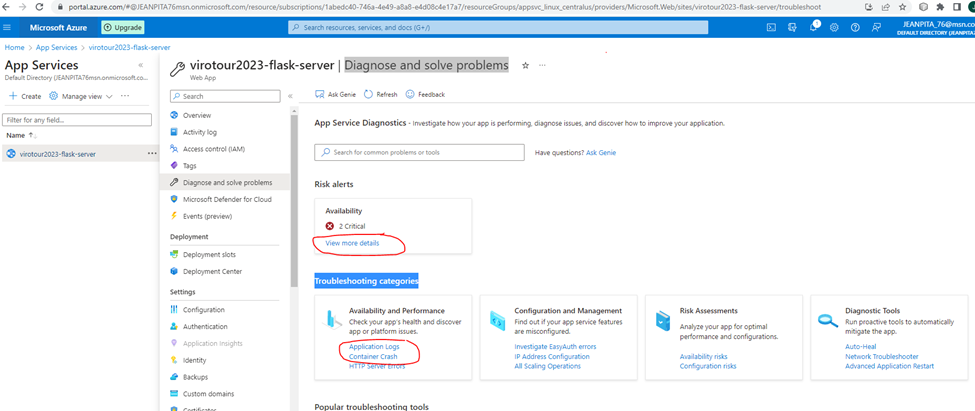 portal.azure.com/#@JEANPITA76msn.onmicrosoft.com/resource/subscriptions/1abedc40-746a-4e49-a8a8-e4d08c4e17a7/resourceGroups/appsvc_linux_centralus/providers/Microsoft.Web/sites/virotour2023-flask-server/troubleshoot
Microsoft Azure
Upgrade
Search resources, services, and docs (G+/)
1
JEANPITA_76@msn.co
DEFAULT DIRECTORY (JEANPITA76MSN
Home > App Services > virotour2023-flask-server
App Services
Default Directory (JEANPITA76msn.onmicrosoft.c
+ Create
Manage view
Filter for any field...
Name
virotour2023-flask-server
virotour2023-flask-server | Diagnose and solve problems
Web App
Search
Overview
Activity log
Access control (IAM)
Tags
Diagnose and solve problems
Microsoft Defender for Cloud
Events (preview)
Deployment
Deployment slots
Deployment Center
Settings
Configuration
Authentication
Application Insights
Identity
Backups
Custom domains
Certificates
Ask Genie
Refresh
Feedback
App Service Diagnostics - Investigate how your app is performing, diagnose issues, and discover how to improve your application.
Search for common problems or tools
Have questions? Ask Genie
Risk alerts
Availability
2 Critical
View more details
Troubleshooting categories
Availability and Performance
Check your app's health and discover
app or platform issues.
Application Logs
Container Crash
HTTP Server Errors
Configuration and Management
Find out if your app service features
are misconfigured.
Investigate EasyAuth errors
IP Address Configuration
All Scaling Operations
Risk Assessments
Analyze your app for optimal
performance and configurations.
Availability risks
Configuration risks
Diagnostic Tools
Run proactive tools to automatically
mitigate the app.
Auto-Heal
Network Troubleshooter
Advanced Application Restart
Popular troubleshooting tools